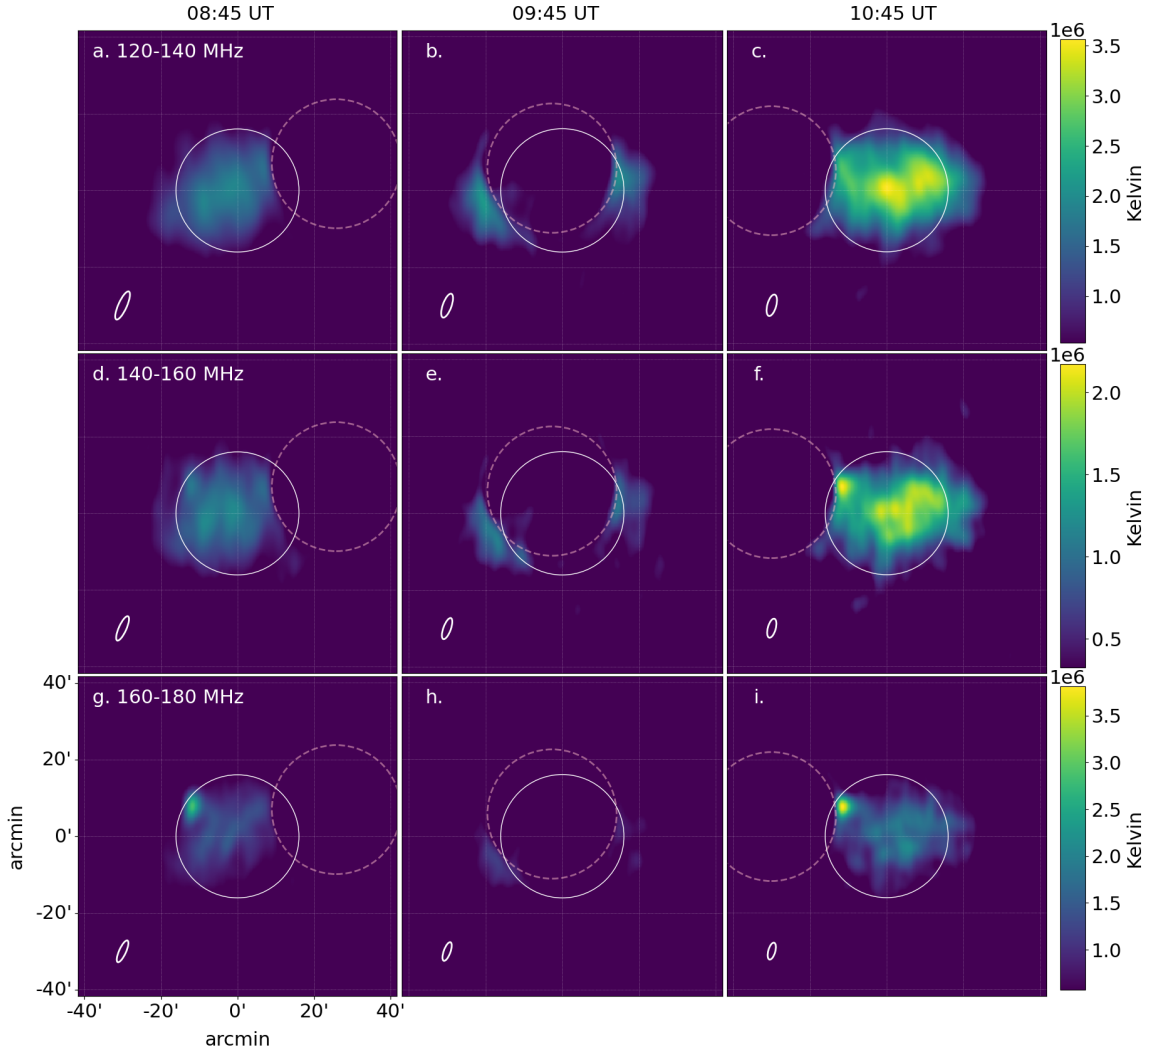 08:45 UT 09:45 UT 10:45 UT
a. 120-140 MHz b. c. 1e6
3.5
3.0
2.5
2.0
1.5
1.0
Kelvin
d. 140-160 MHz e. f. 1e6
2.0
1.5
1.0
0.5
Kelvin
g. 160-180 MHz h. i. 1e6
40'
20'
0'
-20'
-40'
arcmin
3.5
3.0
2.5
2.0
1.5
1.0
Kelvin
-40' -20' 0' 20' 40'
arcmin